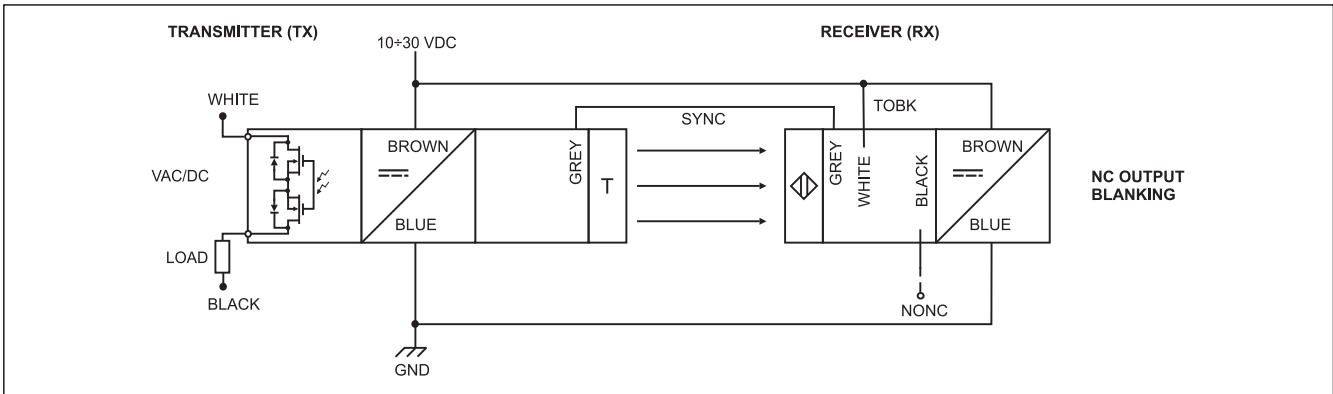 TRANSMITTER (TX)
RECEIVER (RX)
10÷30 VDC
WHITE
TOBK
SYNC
VAC/DC
BROWN
BLUE
GREY
T
GREY
WHITE
BLACK
BROWN
BLUE
NC OUTPUT
BLANKING
LOAD
BLACK
NONC
GND